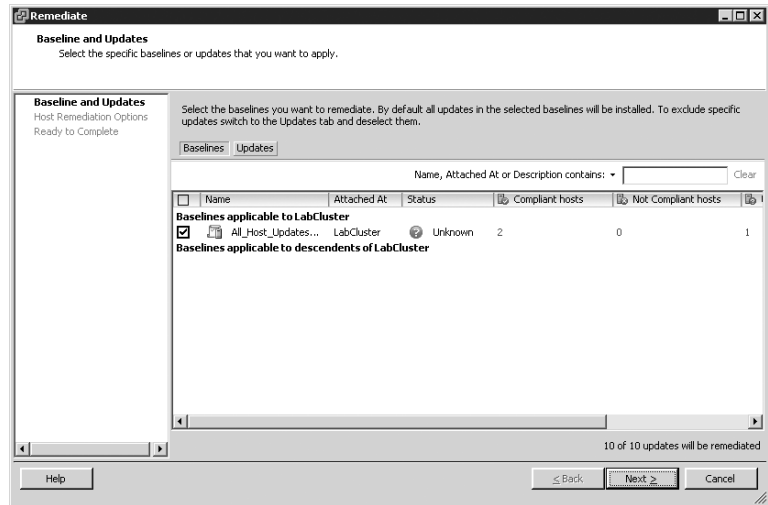 Remediate
Baseline and Updates
Select the specific baselines or updates that you want to apply.
Baseline and Updates
Host Remediation Options
Ready to Complete
Select the baselines you want to remediate. By default all updates in the selected baselines will be installed. To exclude specific
updates switch to the Updates tab and deselect them.
Baselines Updates
Name, Attached At or Description contains: Clear
Name Attached At Status Compliant hosts Not Compliant hosts
Baselines applicable to LabCluster
All_Host_Updates... LabCluster Unknown 2 0 1
Baselines applicable to descendents of LabCluster
10 of 10 updates will be remediated
Help < Back Next > Cancel